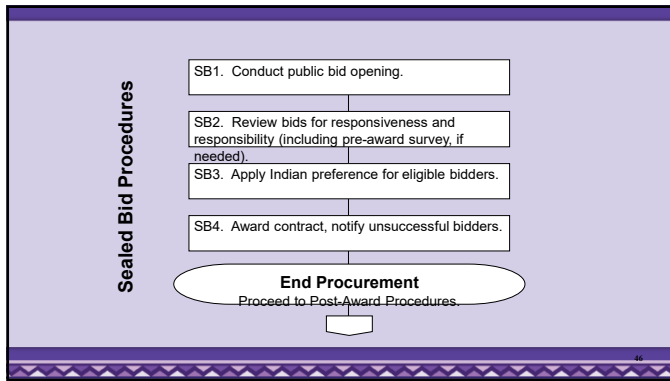 Sealed Bid Procedures
SB1. Conduct public bid opening.
SB2. Review bids for responsiveness and
responsibility (including pre-award survey, if
needed).
SB3. Apply Indian preference for eligible bidders.
SB4. Award contract, notify unsuccessful bidders.
End Procurement
Proceed to Post-Award Procedures.
46